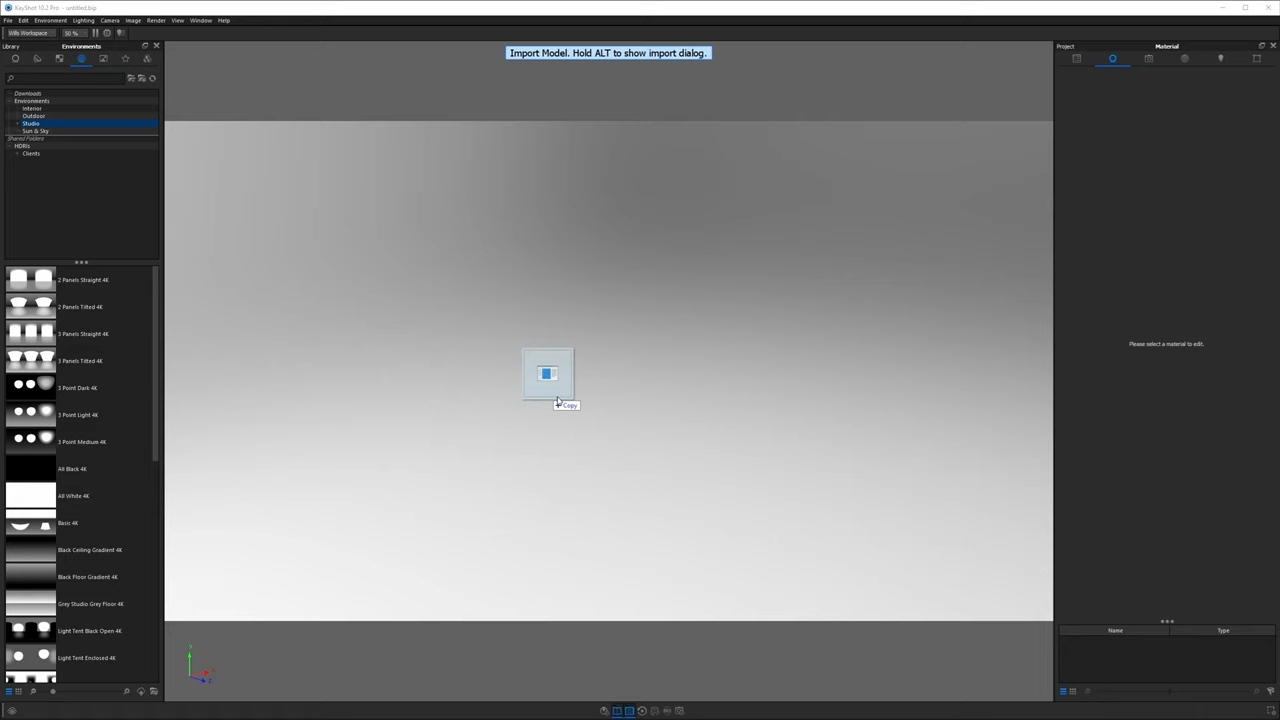 KeyShot 10.2 Pro - untitled.bip
File Edit Environment Lighting Camera Image Render View Window Help
Wills Workspace 50 %
Library Environments
Project Material
Import Model. Hold ALT to show import dialog.
Downloads
Environments
Interior
Outdoor
Studio
Sun & Sky
Shared Folders
HDRIs
Clients
2 Panels Straight 4K
2 Panels Tilted 4K
3 Panels Straight 4K
3 Panels Tilted 4K
3 Point Dark 4K
3 Point Light 4K
3 Point Medium 4K
All Black 4K
All White 4K
Basic 4K
Black Ceiling Gradient 4K
Black Floor Gradient 4K
Grey Studio Grey Floor 4K
Light Tent Black Open 4K
Light Tent Enclosed 4K
Copy
Y
X
Z
Please select a material to edit.
Name Type